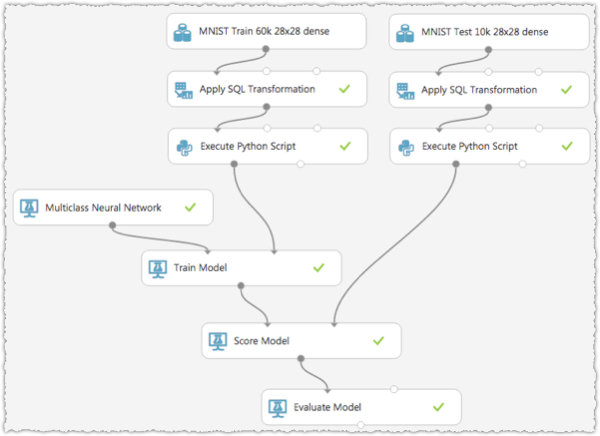 MNIST Train 60k 28x28 dense
MNIST Test 10k 28x28 dense
Apply SQL Transformation
Apply SQL Transformation
Execute Python Script
Execute Python Script
Multiclass Neural Network
Train Model
Score Model
Evaluate Model